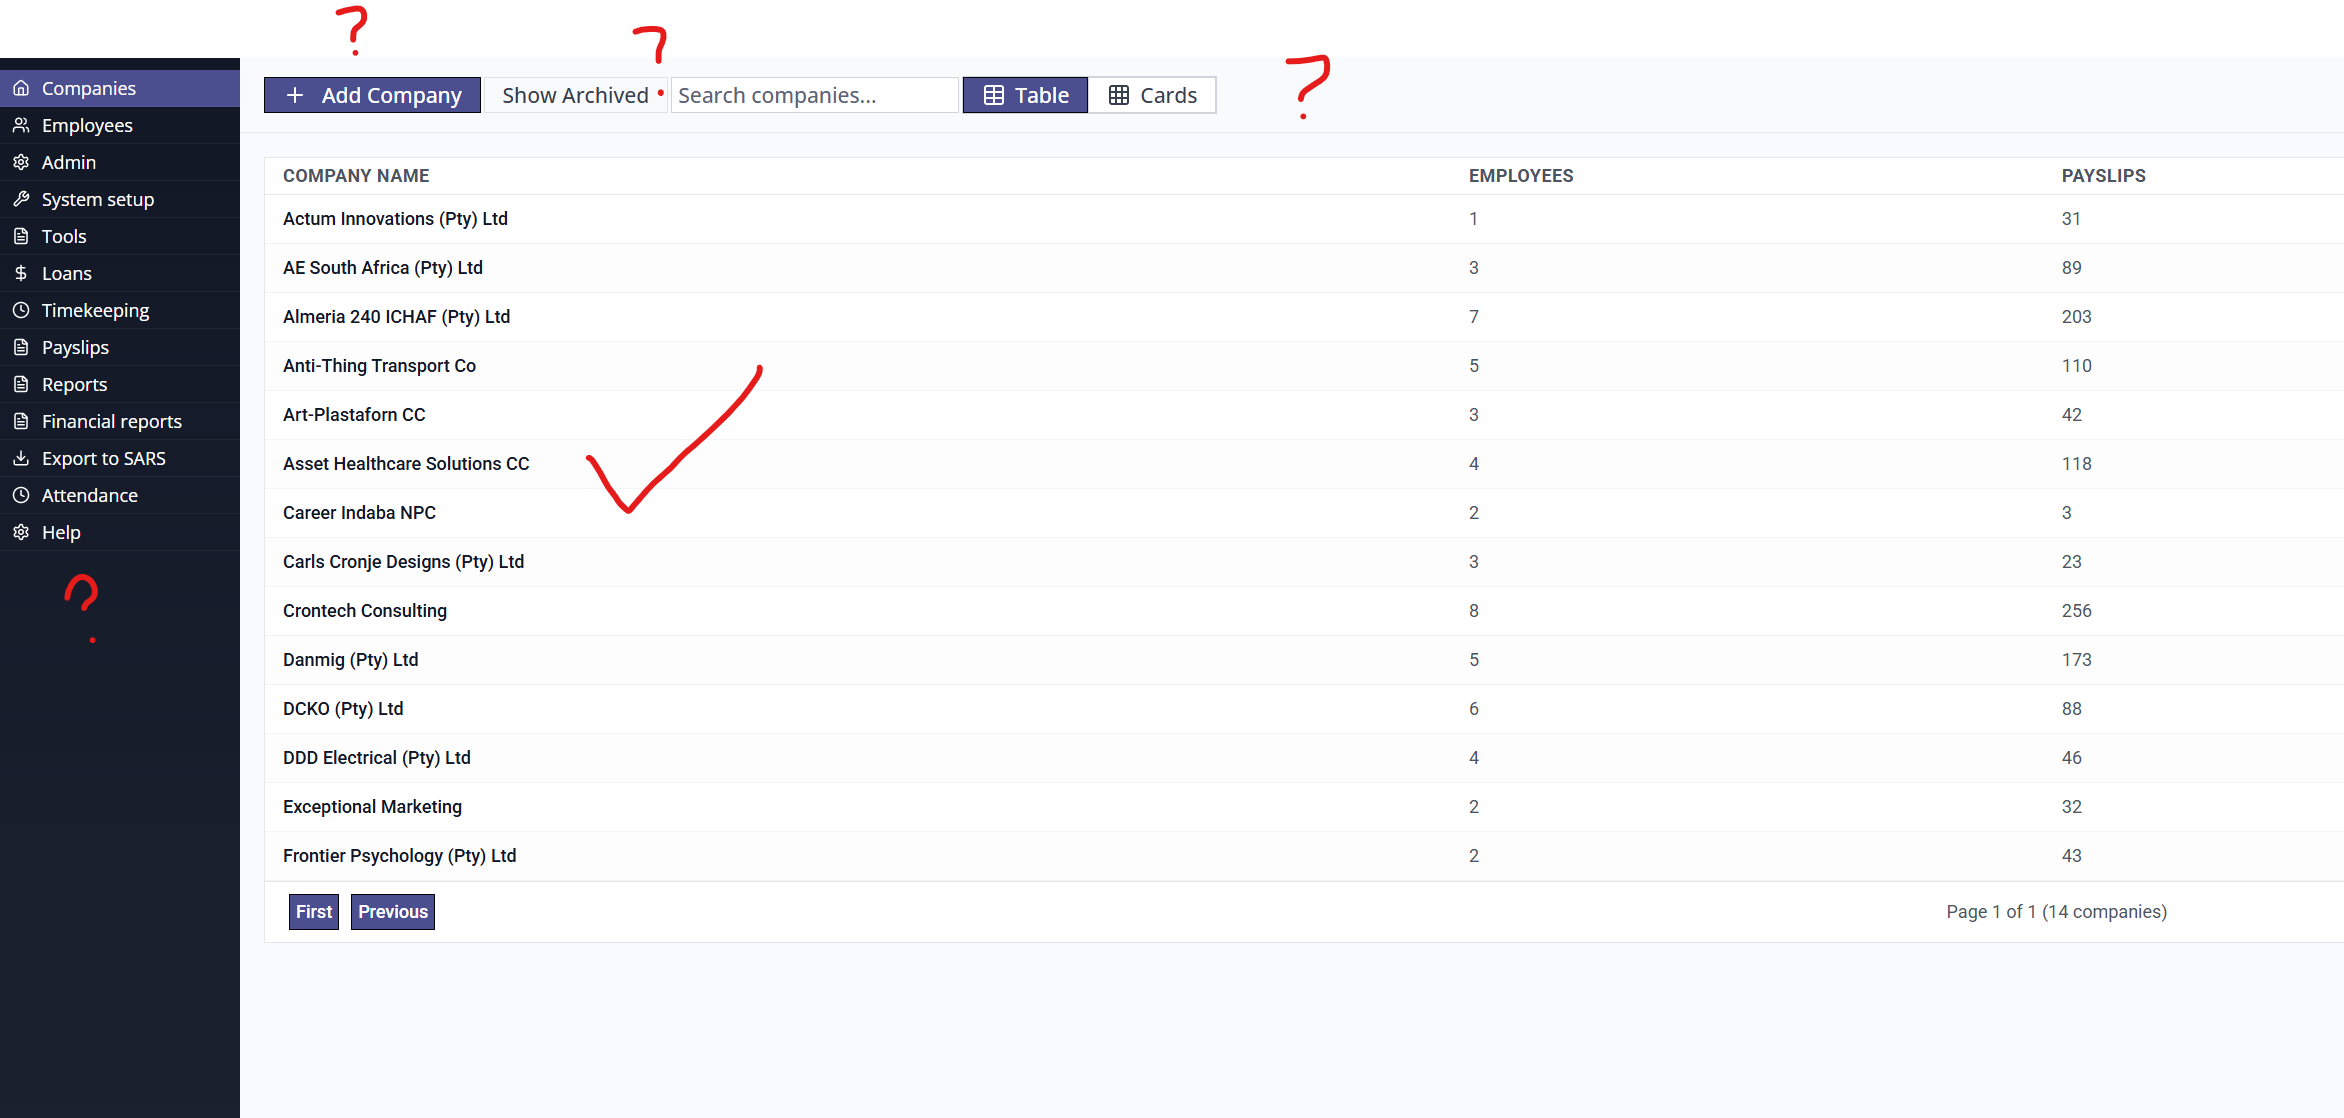 ?
?
?
Companies
Employees
Admin
System setup
Tools
Loans
Timekeeping
Payslips
Reports
Financial reports
Export to SARS
Attendance
Help
?
+ Add Company Show Archived Search companies... Table Cards
COMPANY NAME EMPLOYEES PAYSLIPS
Actum Innovations (Pty) Ltd 1 31
AE South Africa (Pty) Ltd 3 89
Almeria 240 ICHAF (Pty) Ltd 7 203
Anti-Thing Transport Co 5 110
Art-Plastaforn CC 3 42
Asset Healthcare Solutions CC 4 118
Career Indaba NPC 2 3
Carls Cronje Designs (Pty) Ltd 3 23
Crontech Consulting 8 256
Danmig (Pty) Ltd 5 173
DCKO (Pty) Ltd 6 88
DDD Electrical (Pty) Ltd 4 46
Exceptional Marketing 2 32
Frontier Psychology (Pty) Ltd 2 43
First Previous Page 1 of 1 (14 companies)